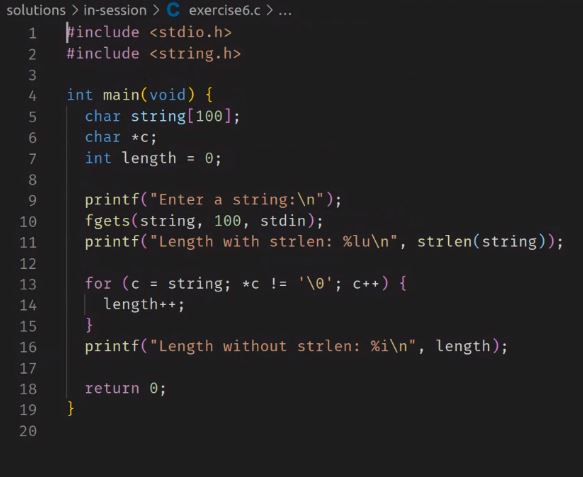 solutions > in-session > C exercise6.c > ...
1 #include <stdio.h>
2 #include <string.h>
3
4 int main(void) {
5   char string[100];
6   char *c;
7   int length = 0;
8
9   printf("Enter a string:\n");
10   fgets(string, 100, stdin);
11   printf("Length with strlen: %lu\n", strlen(string));
12
13   for (c = string; *c != '\0'; c++) {
14     length++;
15   }
16   printf("Length without strlen: %i\n", length);
17
18   return 0;
19 }
20